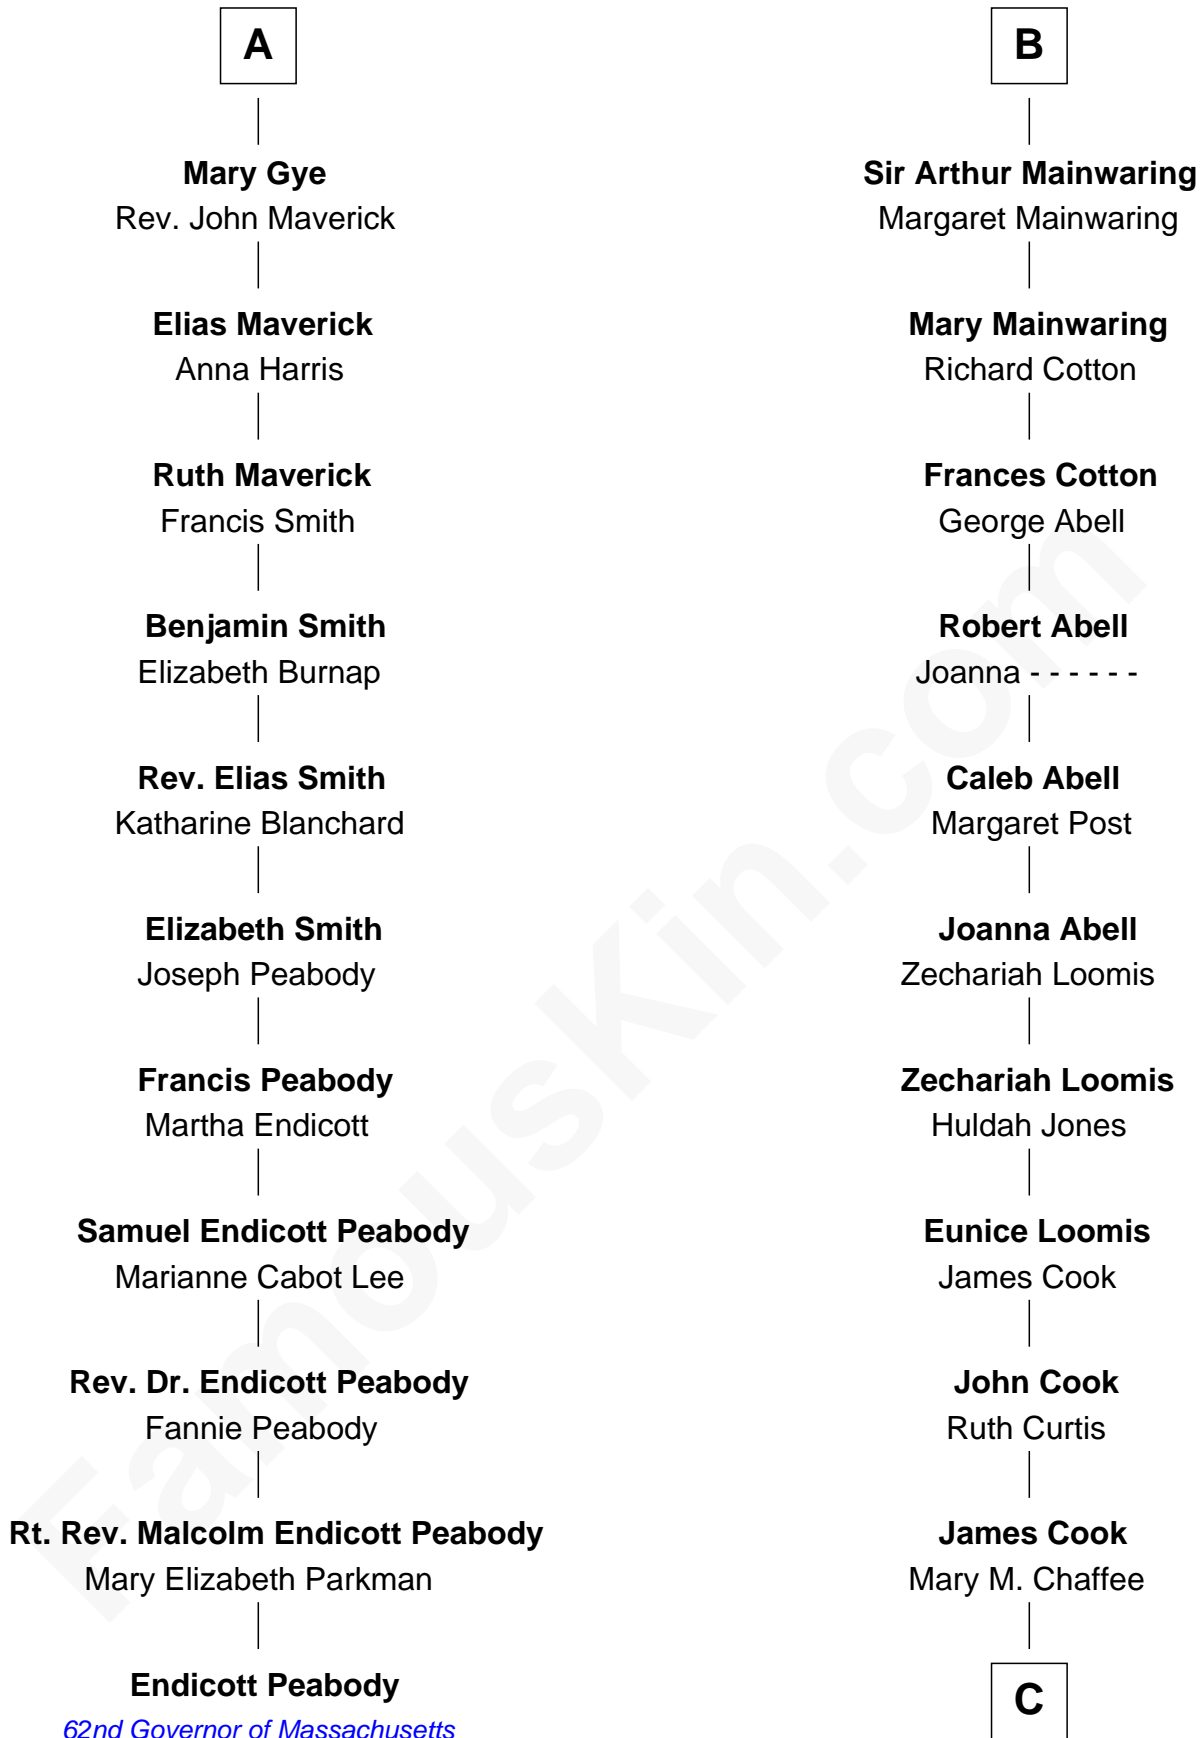 A
Mary Gye
Rev. John Maverick
Elias Maverick
Anna Harris
Ruth Maverick
Francis Smith
Benjamin Smith
Elizabeth Burnap
Rev. Elias Smith
Katharine Blanchard
Elizabeth Smith
Joseph Peabody
Francis Peabody
Martha Endicott
Samuel Endicott Peabody
Marianne Cabot Lee
Rev. Dr. Endicott Peabody
Fannie Peabody
Rt. Rev. Malcolm Endicott Peabody
Mary Elizabeth Parkman
Endicott Peabody
62nd Governor of Massachusetts
B
Sir Arthur Mainwaring
Margaret Mainwaring
Mary Mainwaring
Richard Cotton
Frances Cotton
George Abell
Robert Abell
Joanna - - - - - -
Caleb Abell
Margaret Post
Joanna Abell
Zechariah Loomis
Zechariah Loomis
Huldah Jones
Eunice Loomis
James Cook
John Cook
Ruth Curtis
James Cook
Mary M. Chaffee
C
FamousKin.com